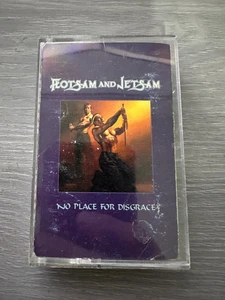 FLOTSAM AND JETSAM
NO PLACE FOR DISGRACE